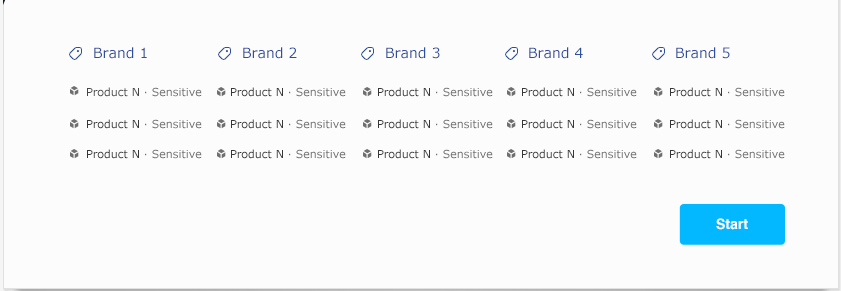 Brand 1 Brand 2 Brand 3 Brand 4 Brand 5
Product N · Sensitive Product N · Sensitive Product N · Sensitive Product N · Sensitive Product N · Sensitive
Product N · Sensitive Product N · Sensitive Product N · Sensitive Product N · Sensitive Product N · Sensitive
Product N · Sensitive Product N · Sensitive Product N · Sensitive Product N · Sensitive Product N · Sensitive
Start